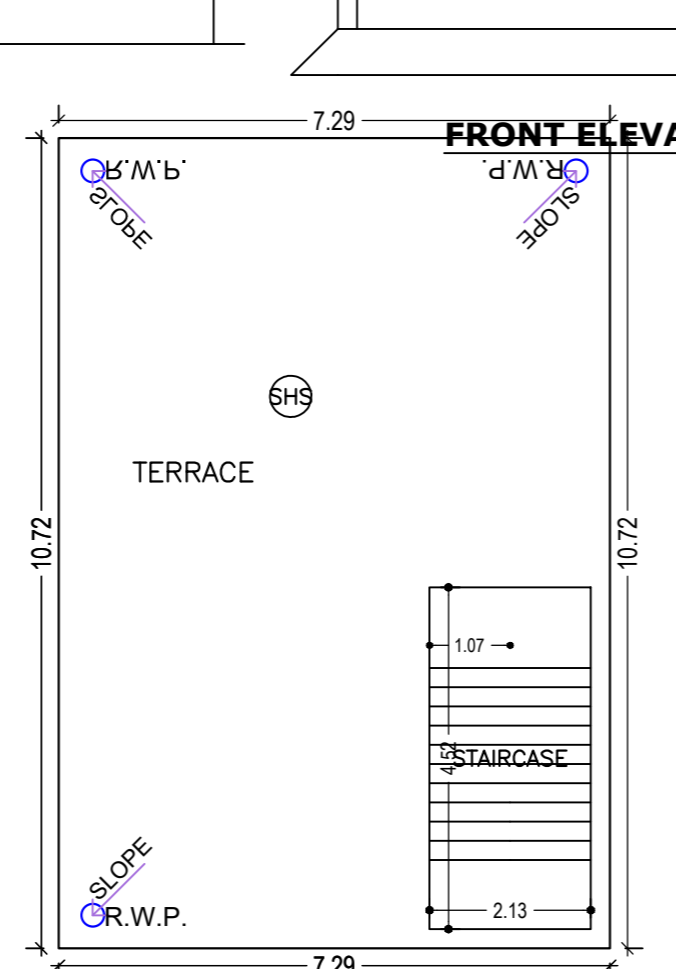 7.29
FRONT ELEVA
R.W.P. R.W.P.
SLOPE SLOPE
SHS
TERRACE
10.72 10.72
1.07
4.52
STAIRCASE
SLOPE
R.W.P.
2.13
7.29